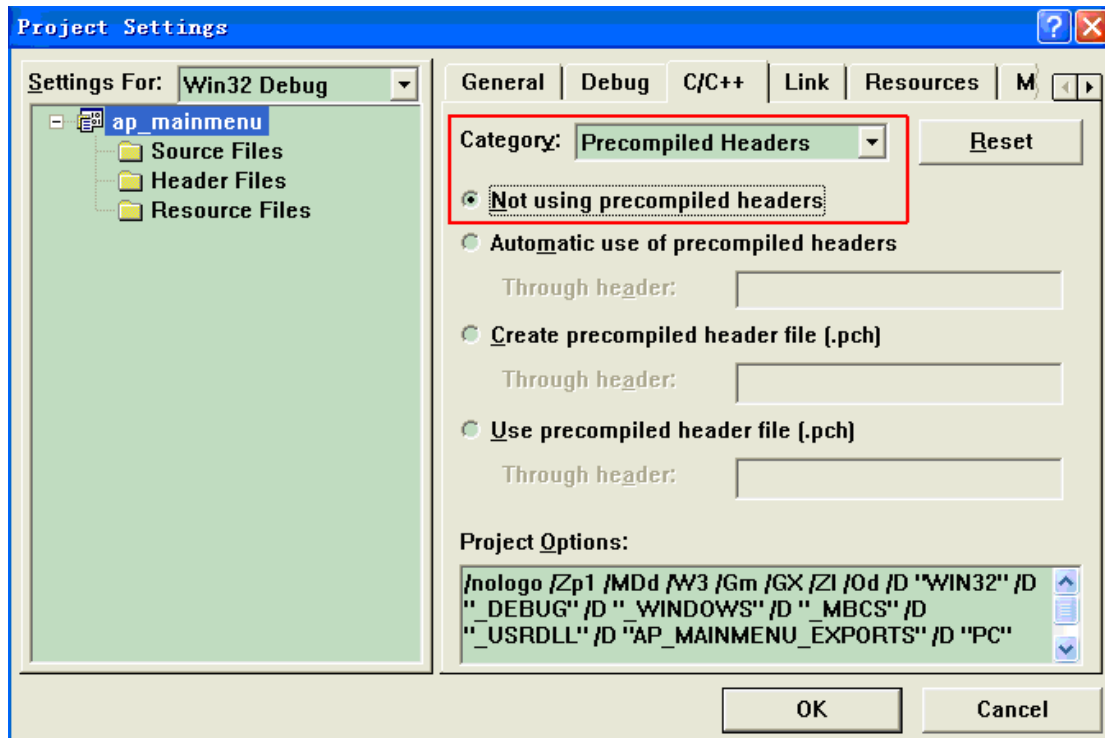 Project Settings
Settings For: Win32 Debug
ap_mainmenu
Source Files
Header Files
Resource Files
General Debug C/C++ Link Resources M
Category: Precompiled Headers Reset
Not using precompiled headers
Automatic use of precompiled headers
Through header:
Create precompiled header file (.pch)
Through header:
Use precompiled header file (.pch)
Through header:
Project Options:
/nologo /Zp1 /MDd /W3 /Gm /GX /ZI /Od /D "WIN32" /D
"_DEBUG" /D "_WINDOWS" /D "_MBCS" /D
"_USRDLL" /D "AP_MAINMENU_EXPORTS" /D "PC"
OK Cancel